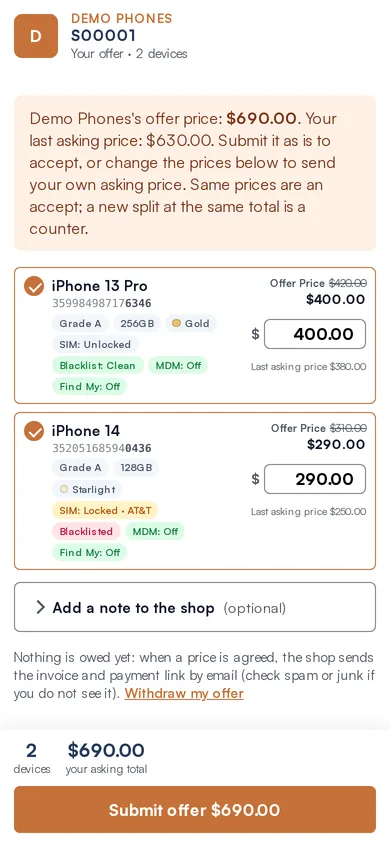 D
DEMO PHONES
S00001
Your offer · 2 devices
Demo Phones's offer price: $690.00. Your
last asking price: $630.00. Submit it as is to
accept, or change the prices below to send
your own asking price. Same prices are an
accept; a new split at the same total is a
counter.
iPhone 13 Pro
Offer Price $420.00
359984987176346
$400.00
Grade A 256GB Gold
$ 400.00
SIM: Unlocked
Blacklist: Clean MDM: Off
Last asking price $380.00
Find My: Off
iPhone 14
Offer Price $310.00
352051685940436
$290.00
Grade A 128GB
$ 290.00
Starlight
SIM: Locked · AT&T
Last asking price $250.00
Blacklisted MDM: Off
Find My: Off
Add a note to the shop (optional)
Nothing is owed yet: when a price is agreed, the shop sends
the invoice and payment link by email (check spam or junk if
you do not see it). Withdraw my offer
2 $690.00
devices your asking total
Submit offer $690.00